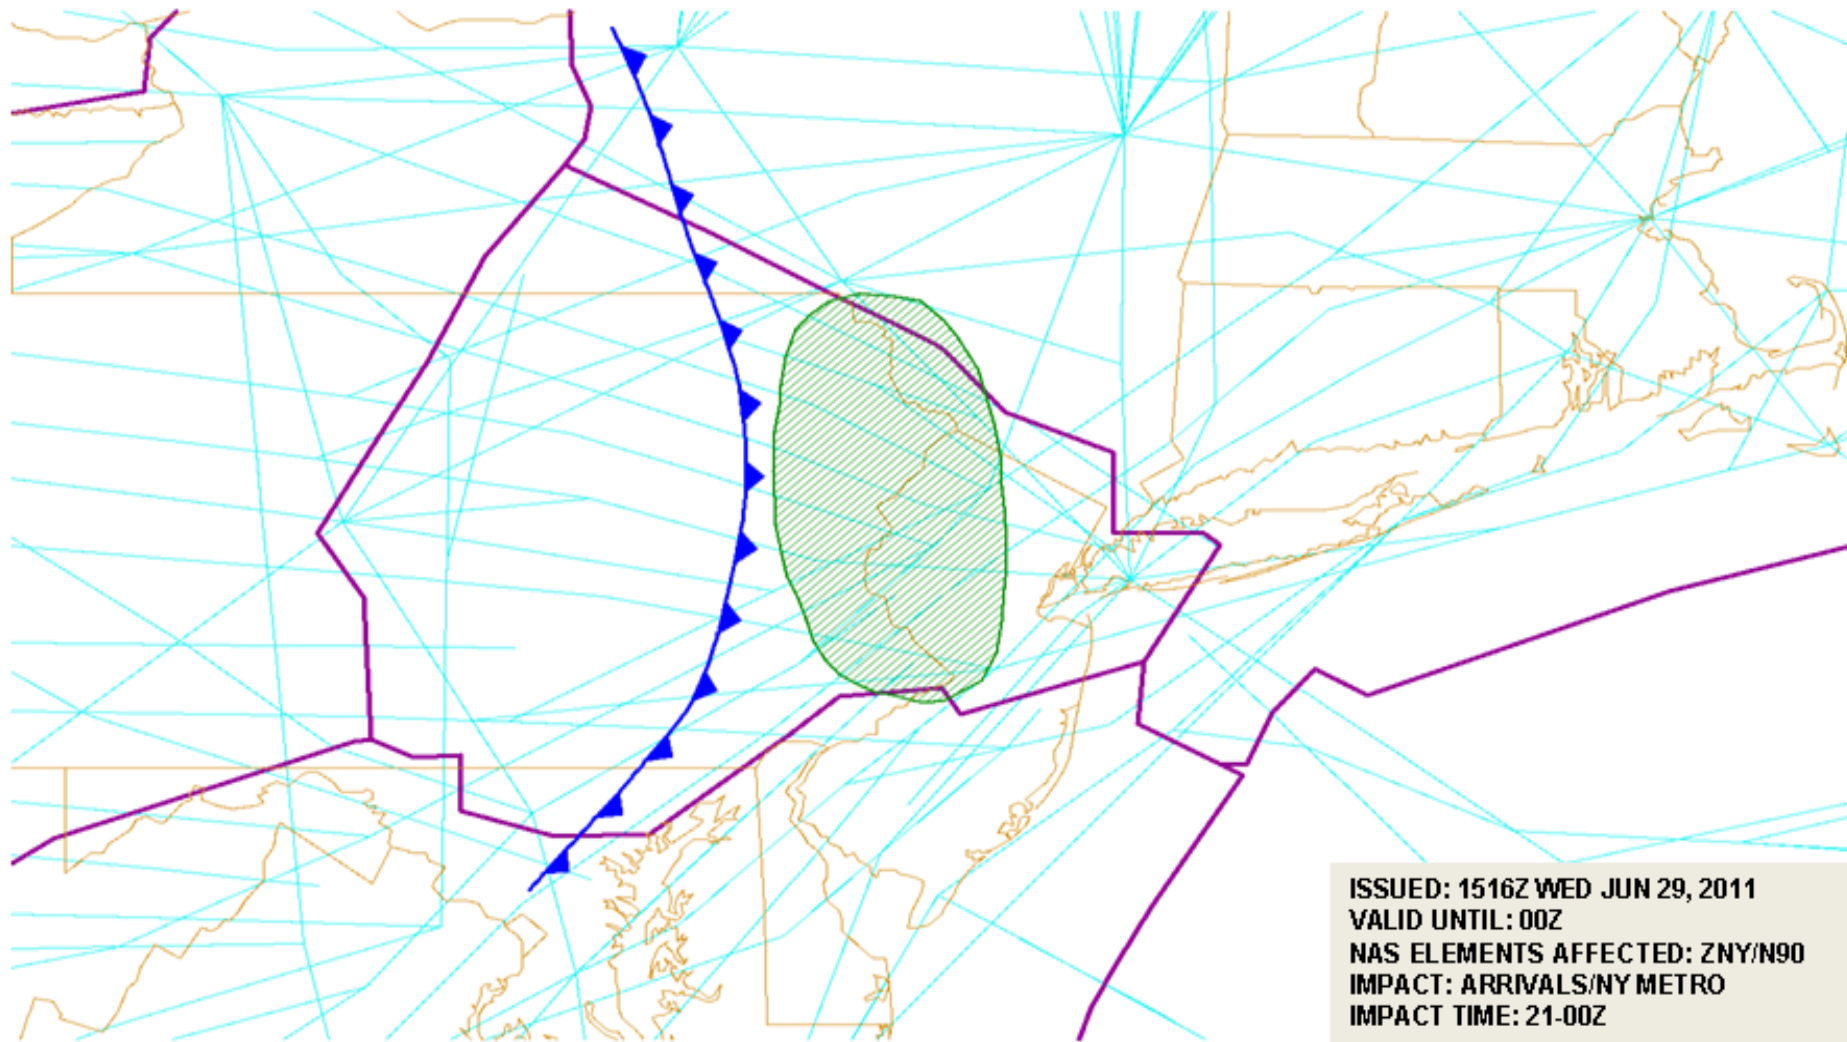 ISSUED: 1516Z WED JUN 29, 2011
VALID UNTIL: 00Z
NAS ELEMENTS AFFECTED: ZNY/N90
IMPACT: ARRIVALS/NY METRO
IMPACT TIME: 21-00Z